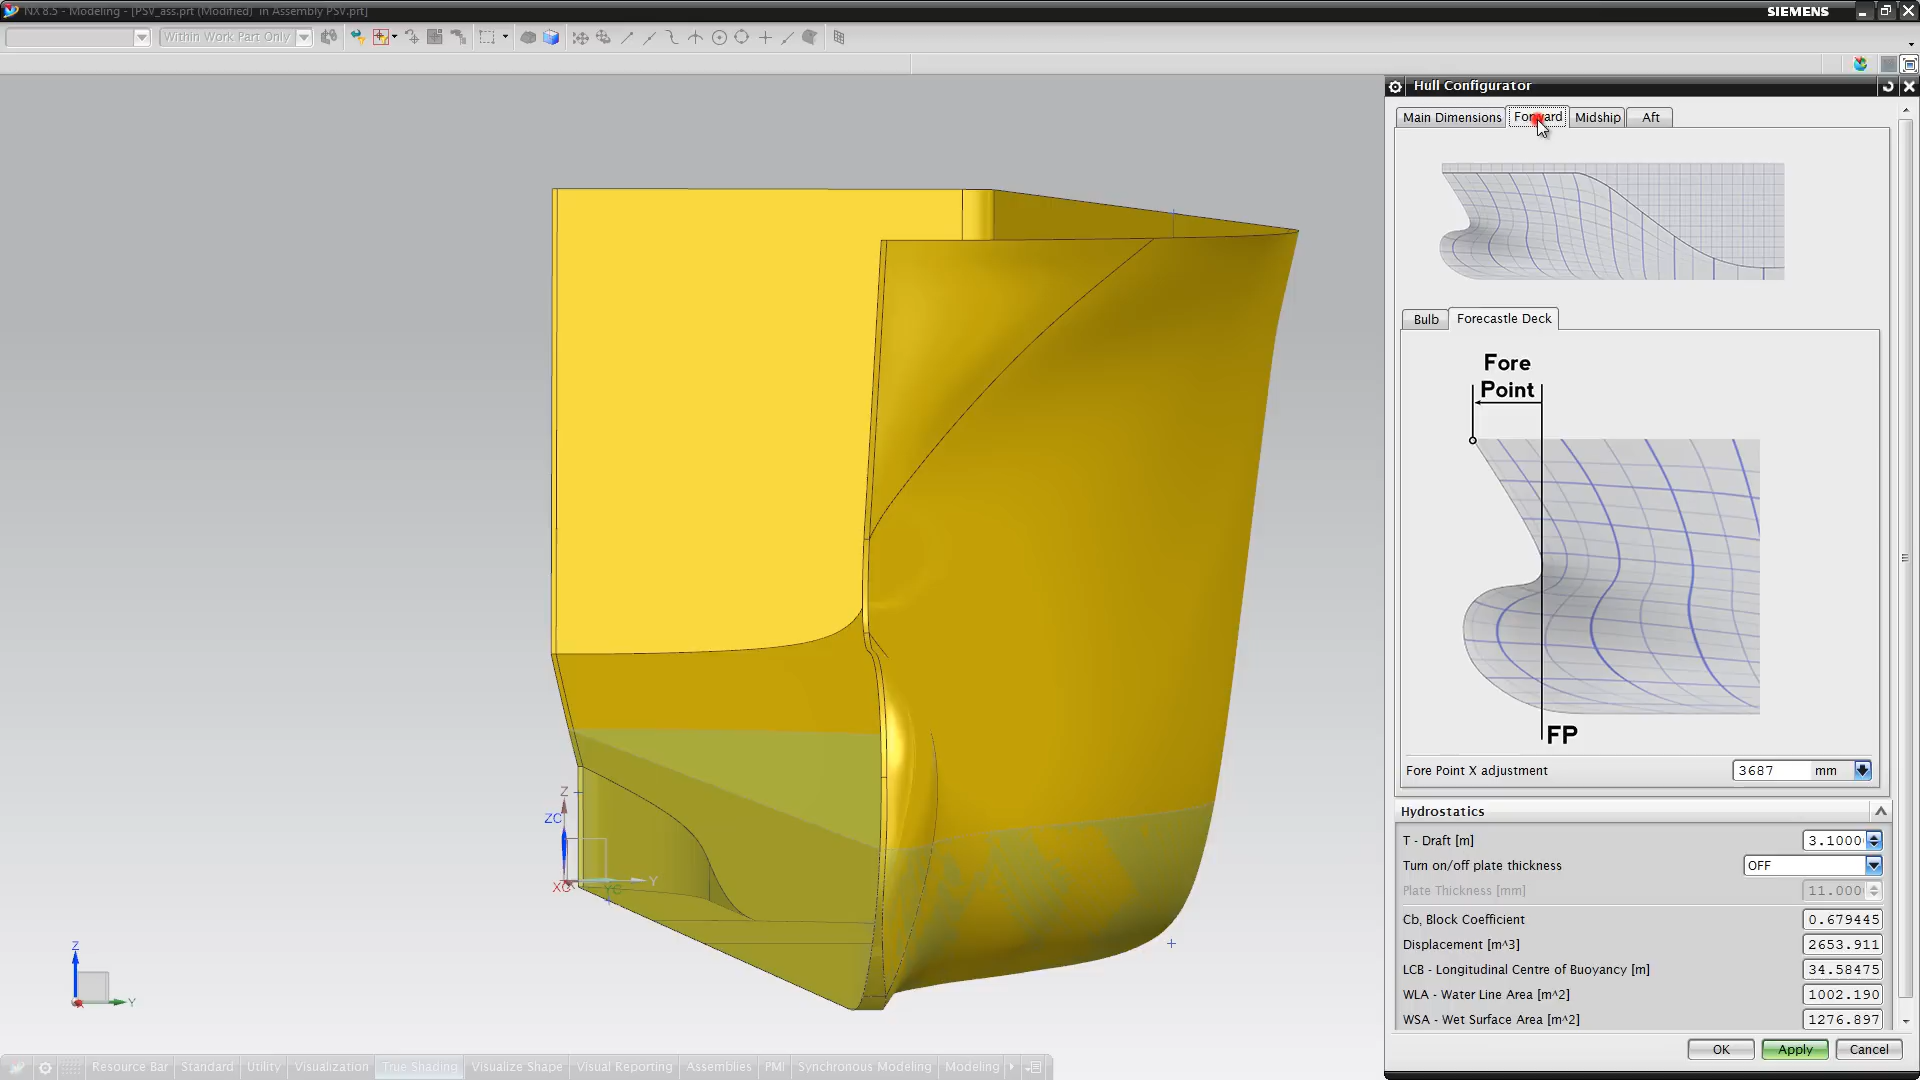 NX 8.5 - Modeling - [PSV_ass.prt (Modified) in Assembly PSV.prt]
SIEMENS
Within Work Part Only
Hull Configurator
Main Dimensions Forward Midship Aft
Bulb Forecastle Deck
Fore
Point
FP
Fore Point X adjustment 3687 mm
Hydrostatics
T - Draft [m] 3.1000
Turn on/off plate thickness OFF
Plate Thickness [mm] 11.000
Cb, Block Coefficient 0.679445
Displacement [m^3] 2653.911
LCB - Longitudinal Centre of Buoyancy [m] 34.58475
WLA - Water Line Area [m^2] 1002.190
WSA - Wet Surface Area [m^2] 1276.897
OK Apply Cancel
Z
ZC
XC YC Y
Z
Y
Resource Bar Standard Utility Visualization True Shading Visualize Shape Visual Reporting Assemblies PMI Synchronous Modeling Modeling